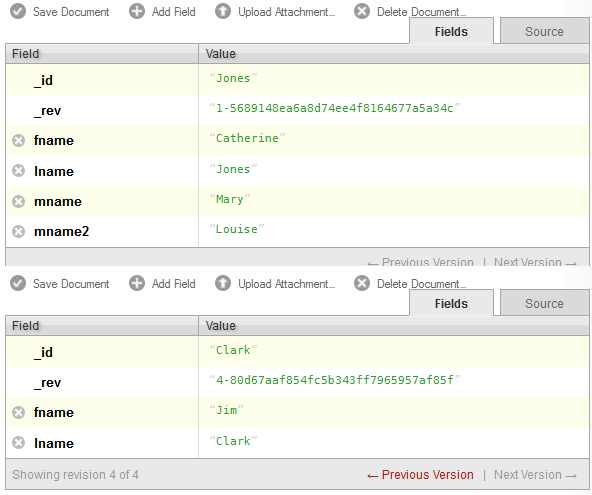 Save Document Add Field Upload Attachment... Delete Document...
Fields Source
Field Value
_id "Jones"
_rev "1-5689148ea6a8d74ee4f8164677a5a34c"
fname "Catherine"
lname "Jones"
mname "Mary"
mname2 "Louise"
← Previous Version | Next Version →
Save Document Add Field Upload Attachment... Delete Document...
Fields Source
Field Value
_id "Clark"
_rev "4-80d67aaf854fc5b343ff7965957af85f"
fname "Jim"
lname "Clark"
Showing revision 4 of 4 ← Previous Version | Next Version →